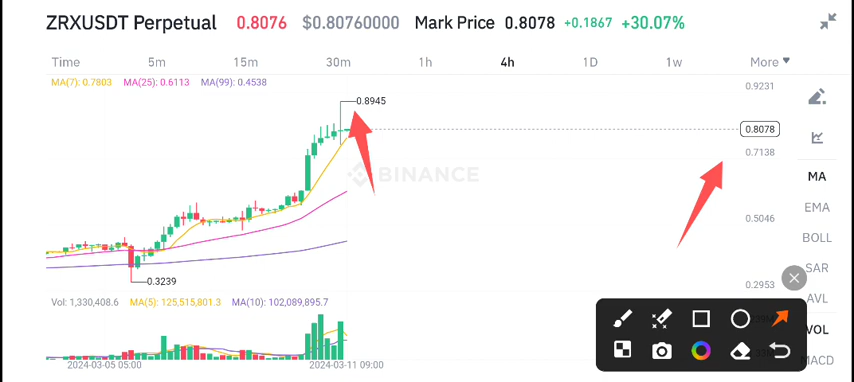 ZRXUSDT Perpetual 0.8076 $0.80760000 Mark Price 0.8078 +0.1867 +30.07%
Time 5m 15m 30m 1h 4h 1D 1w More
MA(7): 0.7803 MA(25): 0.6113 MA(99): 0.4538
0.9231
0.8945
0.8078
0.7138
BINANCE
MA
EMA
0.5046
BOLL
SAR
0.3239
0.2953
AVL
Vol: 1,330,408.6 MA(5): 125,515,801.3 MA(10): 102,089,895.7
VOL
MACD
2024-03-05 05:00 2024-03-11 09:00